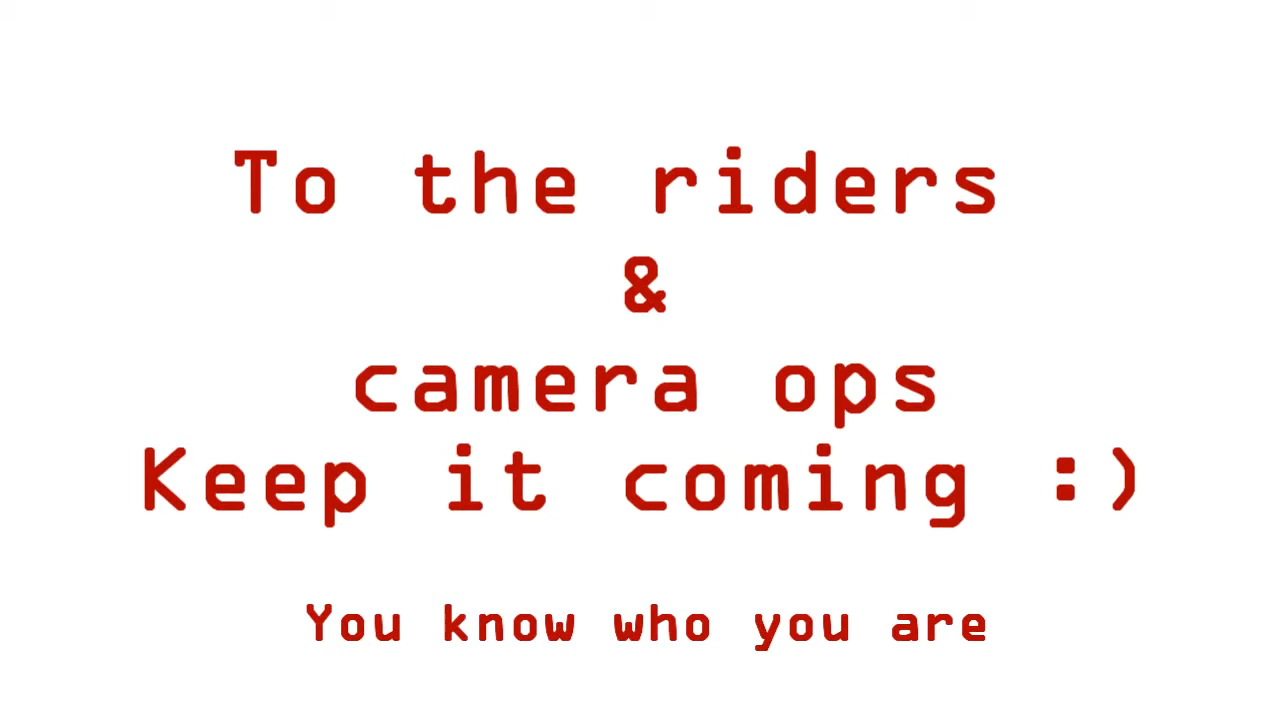 To the riders
&
camera ops
Keep it coming :)
You know who you are